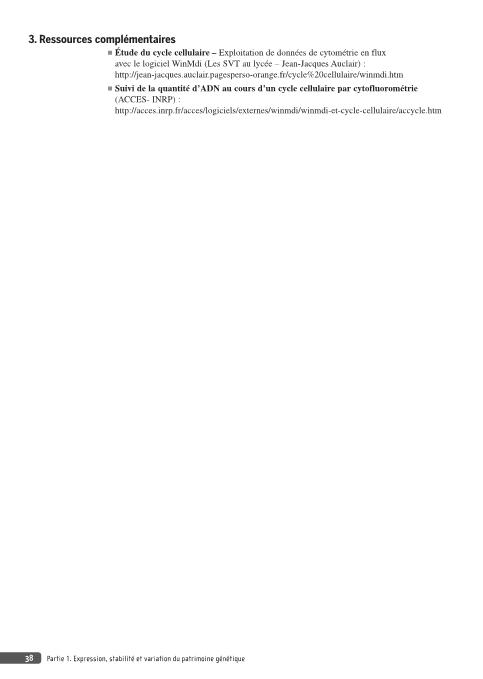 3. Ressources complémentaires
■ Étude du cycle cellulaire – Exploitation de données de cytométrie en flux
avec le logiciel WinMdi (Les SVT au lycée – Jean-Jacques Auclair) :
http://jean-jacques.auclair.pagesperso-orange.fr/cycle%20cellulaire/winmdi.htm
■ Suivi de la quantité d'ADN au cours d'un cycle cellulaire par cytofluorométrie
(ACCES- INRP) :
http://acces.inrp.fr/acces/logiciels/externes/winmdi/winmdi-et-cycle-cellulaire/accycle.htm
38 Partie 1. Expression, stabilité et variation du patrimoine génétique